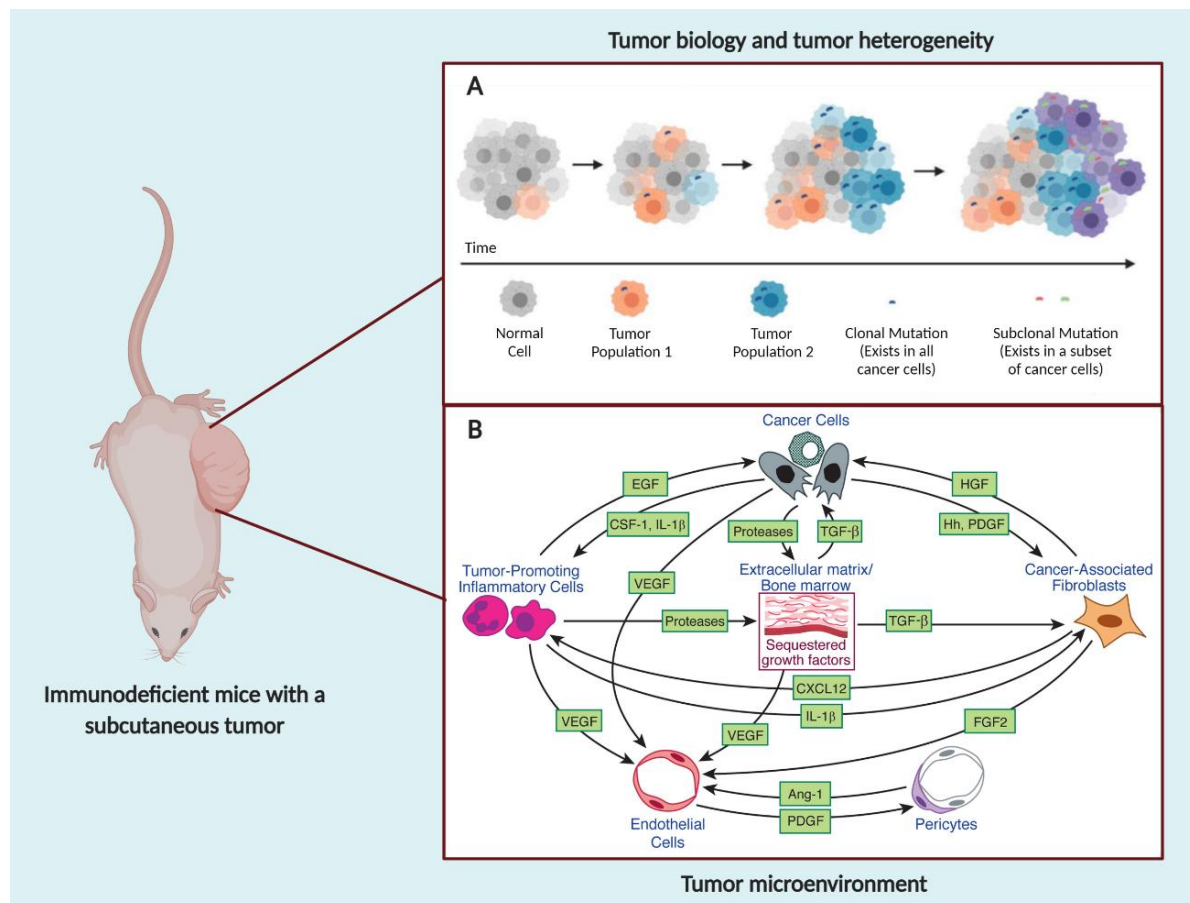 Tumor biology and tumor heterogeneity
A
Time
Normal
Cell
Tumor
Population 1
Tumor
Population 2
Clonal Mutation
(Exists in all
cancer cells)
Subclonal Mutation
(Exists in a subset
of cancer cells)
B
Cancer Cells
EGF
HGF
CSF-1, IL-1β
Proteases
TGF-β
Hh, PDGF
Tumor-Promoting
Inflammatory Cells
VEGF
Extracellular matrix/
Bone marrow
Cancer-Associated
Fibroblasts
Proteases
TGF-β
Sequestered
growth factors
CXCL12
IL-1β
VEGF
VEGF
FGF2
Ang-1
PDGF
Endothelial
Cells
Pericytes
Immunodeficient mice with a
subcutaneous tumor
Tumor microenvironment